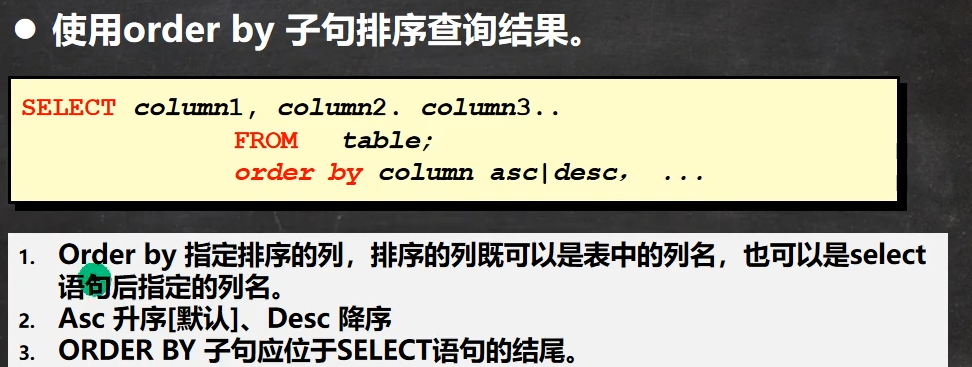 ● 使用order by 子句排序查询结果。
SELECT column1, column2. column3..
FROM table;
order by column asc|desc， ...
1. Order by 指定排序的列，排序的列既可以是表中的列名，也可以是select
语句后指定的列名。
2. Asc 升序[默认]、Desc 降序
3. ORDER BY 子句应位于SELECT语句的结尾。